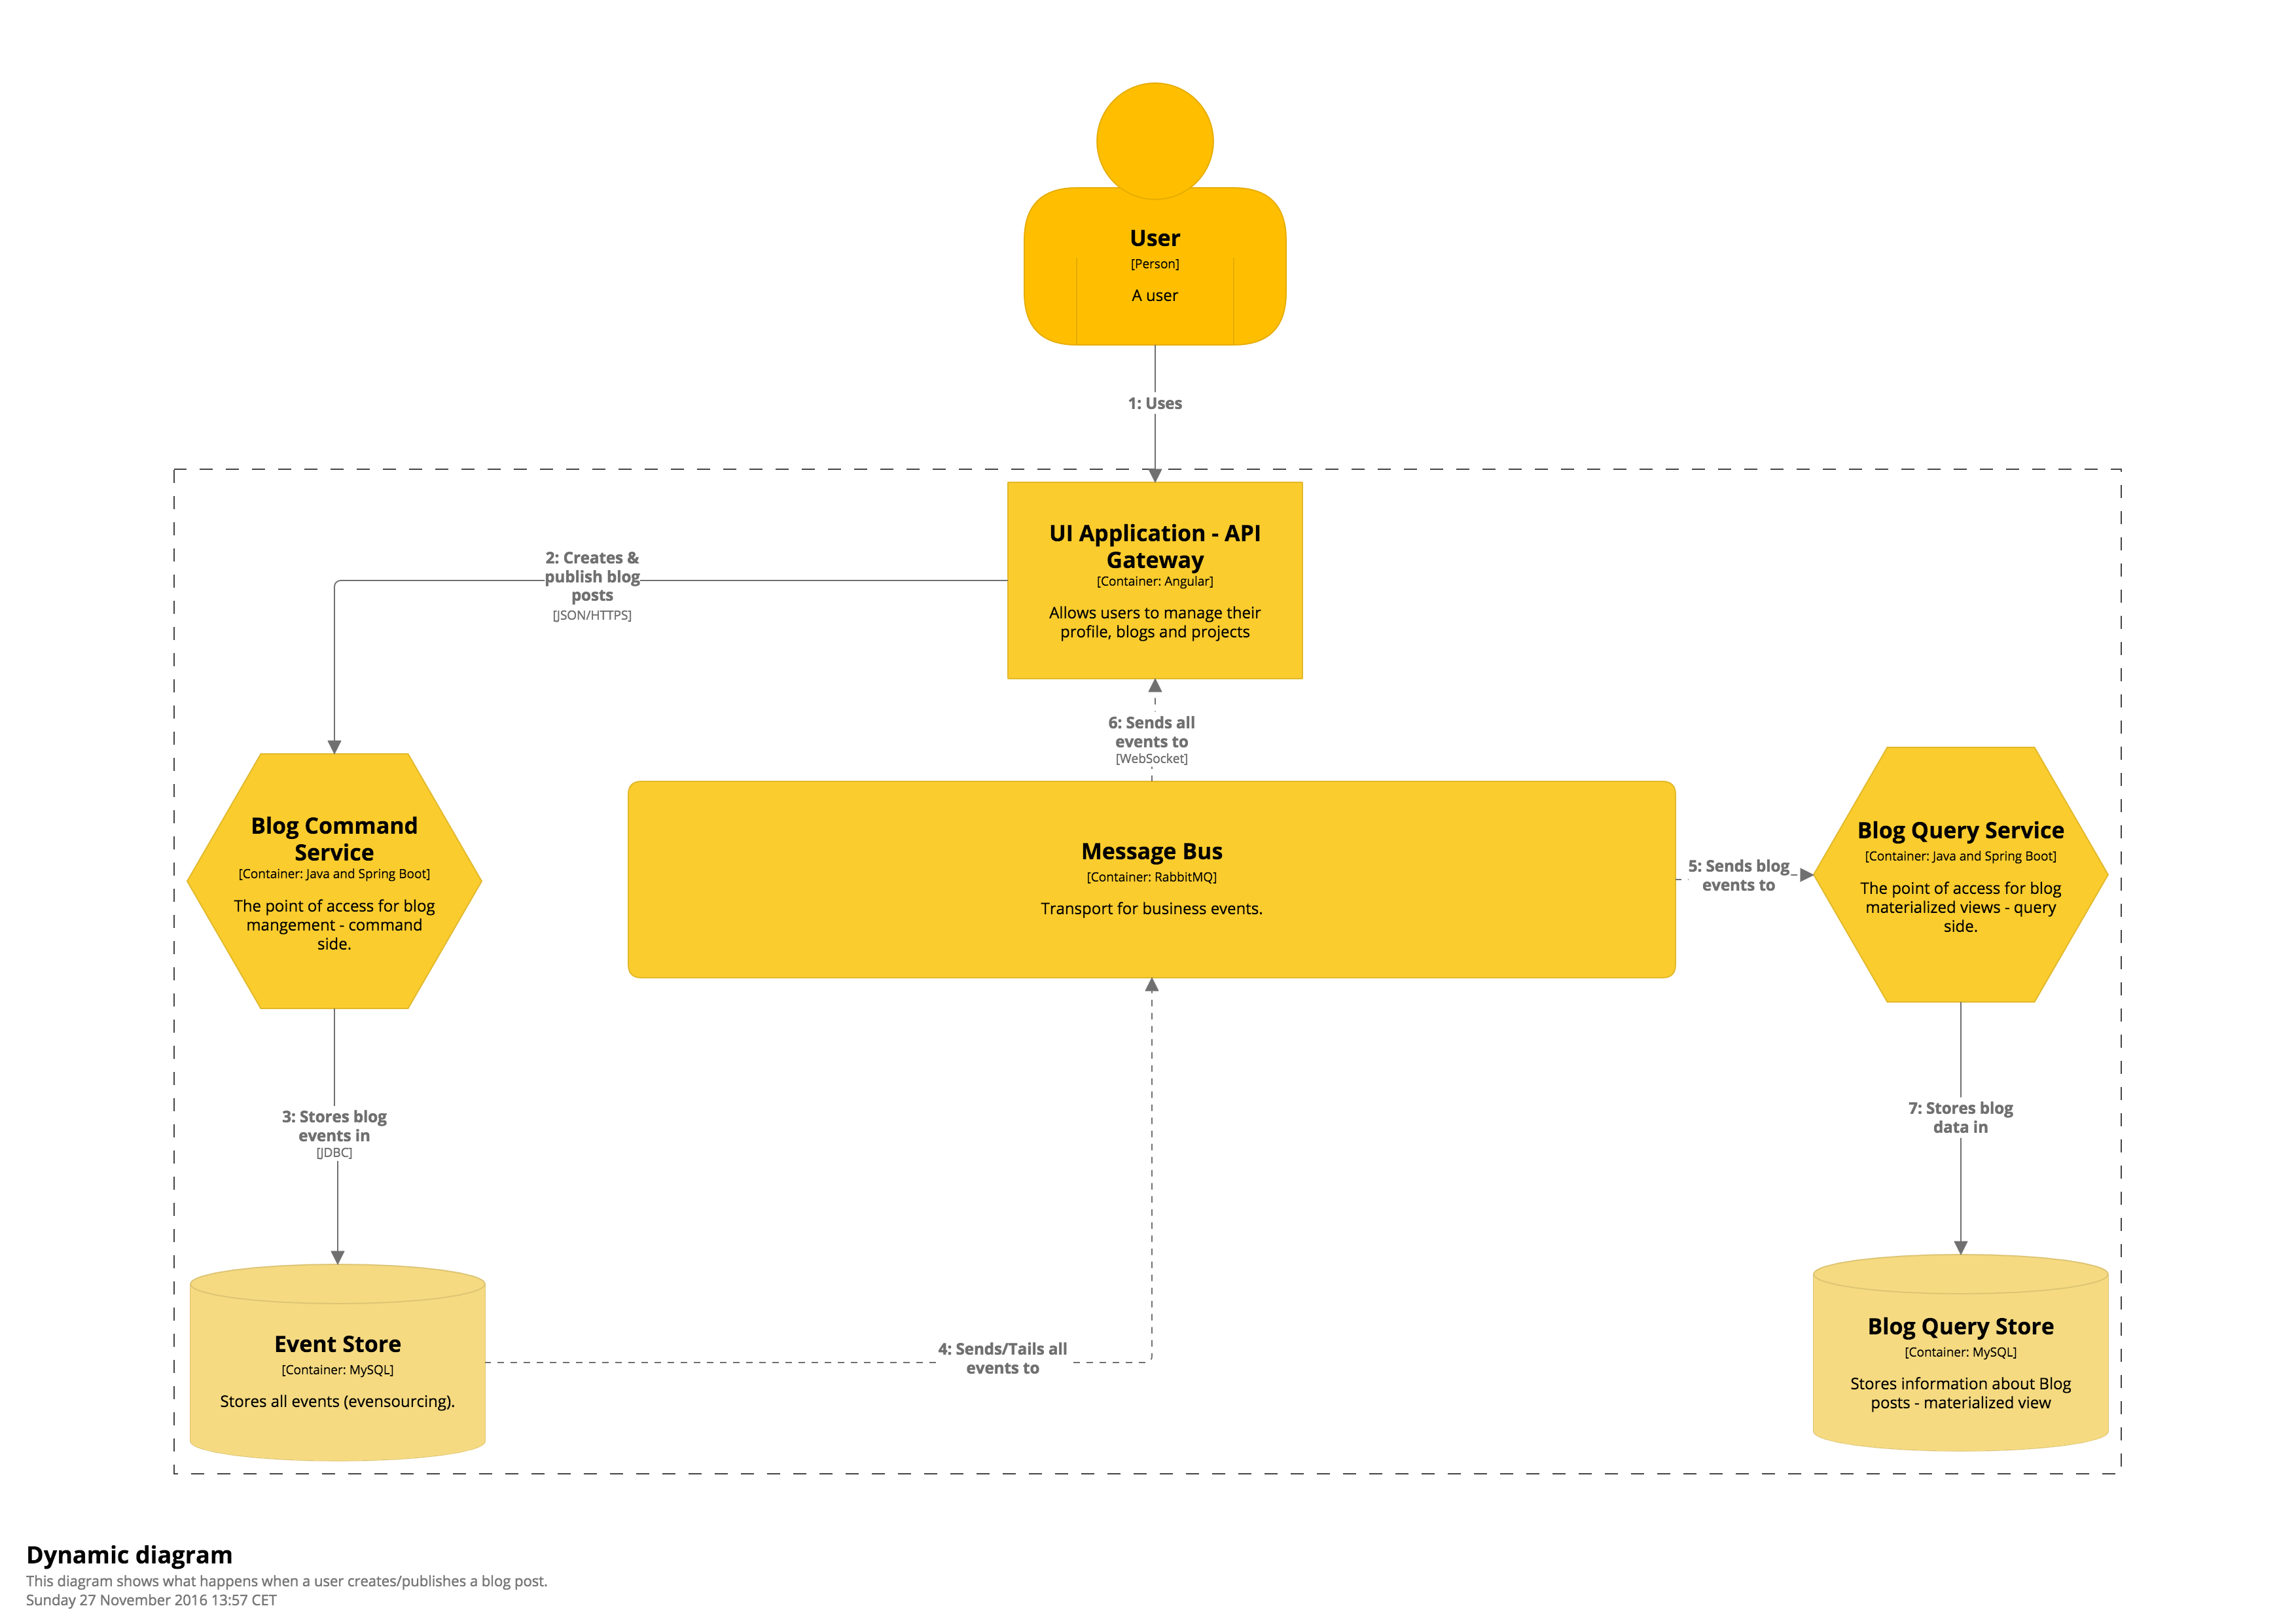 User
[Person]
A user
1: Uses
UI Application - API
Gateway
[Container: Angular]
Allows users to manage their
profile, blogs and projects
2: Creates &
publish blog
posts
[JSON/HTTPS]
6: Sends all
events to
[WebSocket]
Blog Command
Service
[Container: Java and Spring Boot]
The point of access for blog
mangement - command
side.
Message Bus
[Container: RabbitMQ]
Transport for business events.
5: Sends blog
events to
Blog Query Service
[Container: Java and Spring Boot]
The point of access for blog
materialized views - query
side.
3: Stores blog
events in
[JDBC]
7: Stores blog
data in
Event Store
[Container: MySQL]
Stores all events (evensourcing).
4: Sends/Tails all
events to
Blog Query Store
[Container: MySQL]
Stores information about Blog
posts - materialized view
Dynamic diagram
This diagram shows what happens when a user creates/publishes a blog post.
Sunday 27 November 2016 13:57 CET